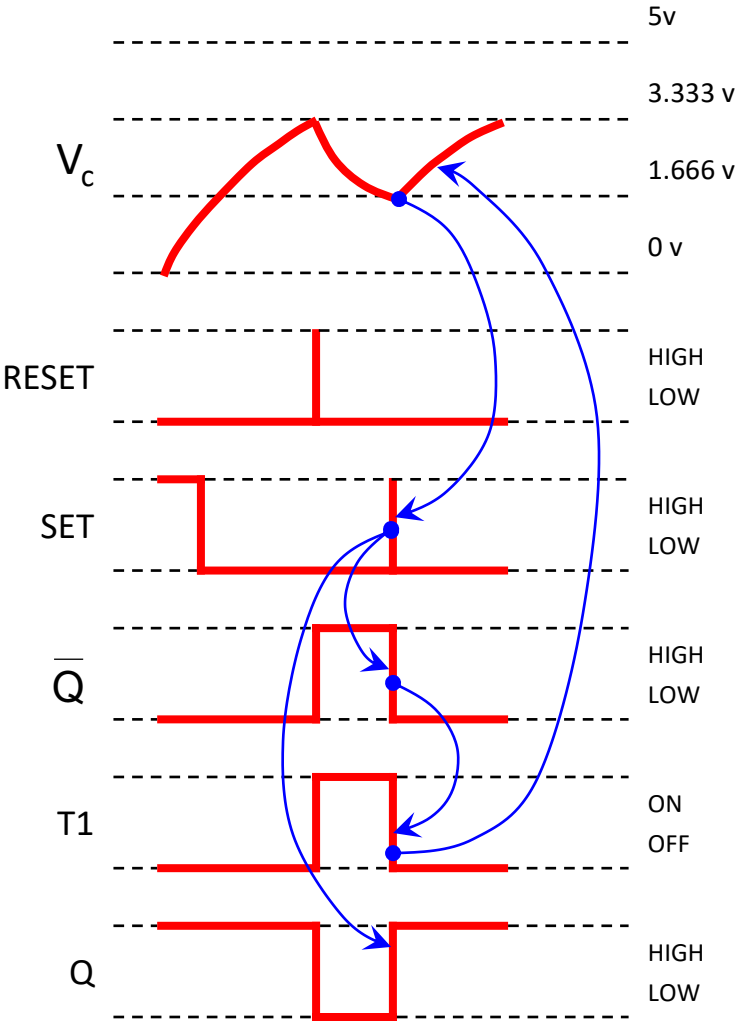 5v
3.333 v
Vc
1.666 v
0 v
RESET
HIGH
LOW
SET
HIGH
LOW
Q̅
HIGH
LOW
T1
ON
OFF
Q
HIGH
LOW